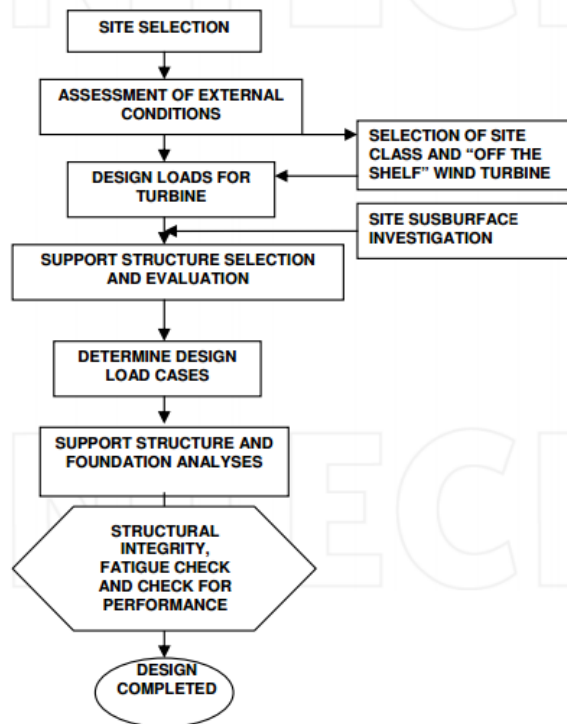 SITE SELECTION
ASSESSMENT OF EXTERNAL
CONDITIONS
SELECTION OF SITE
CLASS AND “OFF THE
SHELF” WIND TURBINE
DESIGN LOADS FOR
TURBINE
SITE SUSBURFACE
INVESTIGATION
SUPPORT STRUCTURE SELECTION
AND EVALUATION
DETERMINE DESIGN
LOAD CASES
SUPPORT STRUCTURE AND
FOUNDATION ANALYSES
STRUCTURAL
INTEGRITY,
FATIGUE CHECK
AND CHECK FOR
PERFORMANCE
DESIGN
COMPLETED